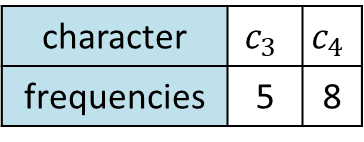 character c₃ c₄
frequencies 5 8